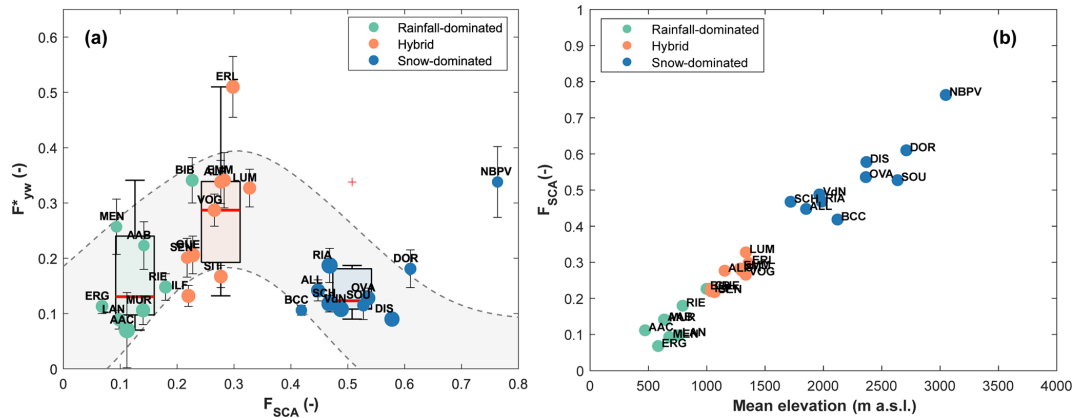 (a)
Rainfall-dominated
Hybrid
Snow-dominated
F*yw (-)
0.6
0.5
0.4
0.3
0.2
0.1
0
ERL
BIB
EMM
LUM
VOG
MEN
AAB
SEN
RIE
ILF
ERG
LAN
MUR
AAC
RIA
ALL
SCH
VdN
BCC
OVA
SOU
DIS
DOR
NBPV
0 0.1 0.2 0.3 0.4 0.5 0.6 0.7 0.8
FSCA (-)
(b)
Rainfall-dominated
Hybrid
Snow-dominated
FSCA(-)
1
0.9
0.8
0.7
0.6
0.5
0.4
0.3
0.2
0.1
0
NBPV
DOR
DIS
OVA
SOU
VdN
SCH
RIA
ALL
BCC
LUM
ERL
VOG
SEN
RIE
MUR
AAC
LAN
MEN
ERG
0 500 1000 1500 2000 2500 3000 3500 4000
Mean elevation (m a.s.l.)